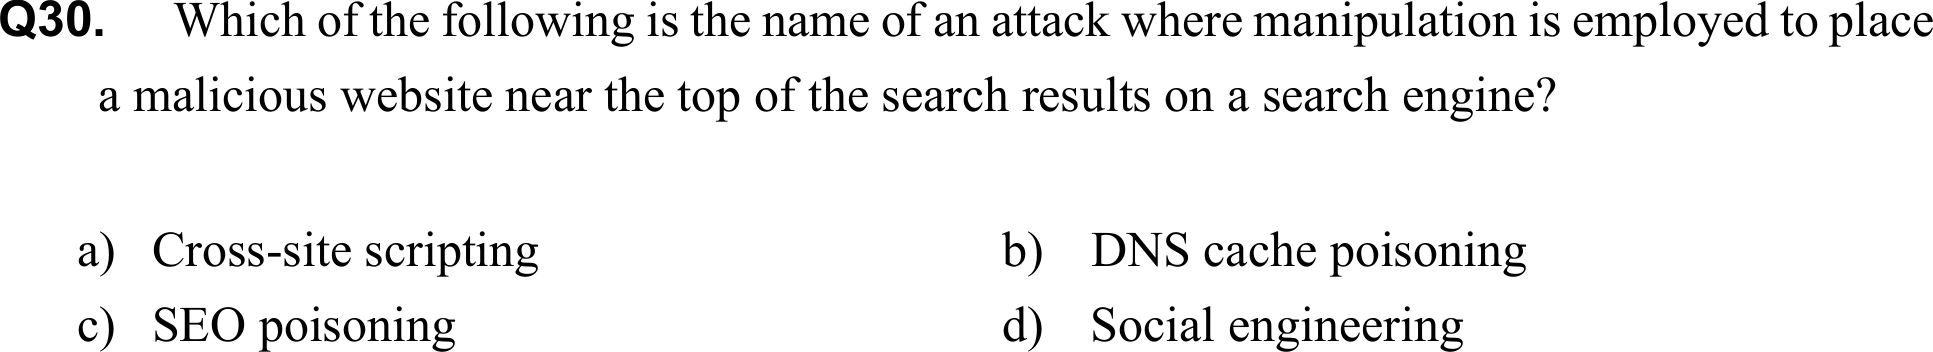 Q30. Which of the following is the name of an attack where manipulation is employed to place
a malicious website near the top of the search results on a search engine?
a) Cross-site scripting b) DNS cache poisoning
c) SEO poisoning d) Social engineering